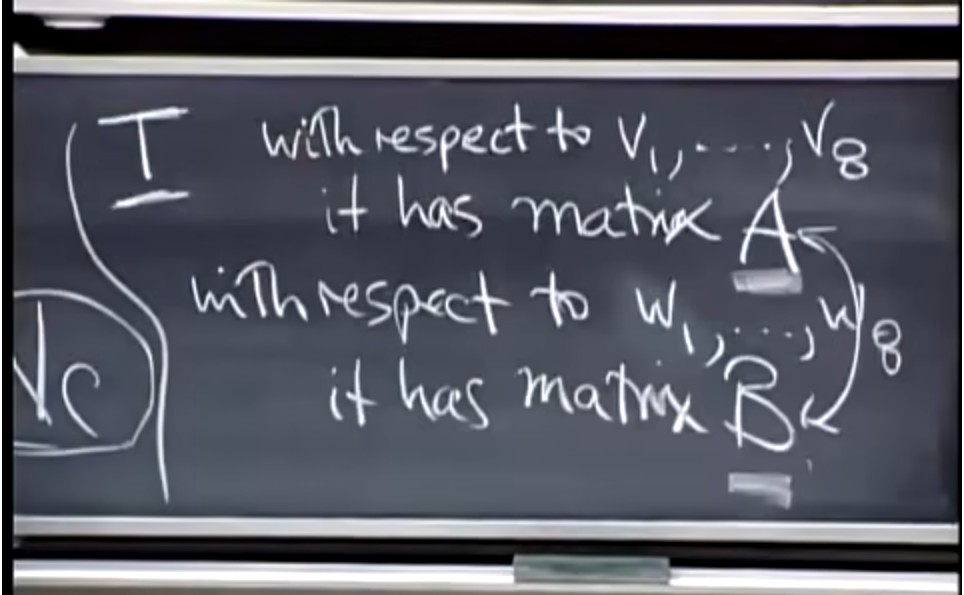 T with respect to v₁, ...., v₈
it has matrix A
with respect to w₁, ..., w₈
it has matrix B